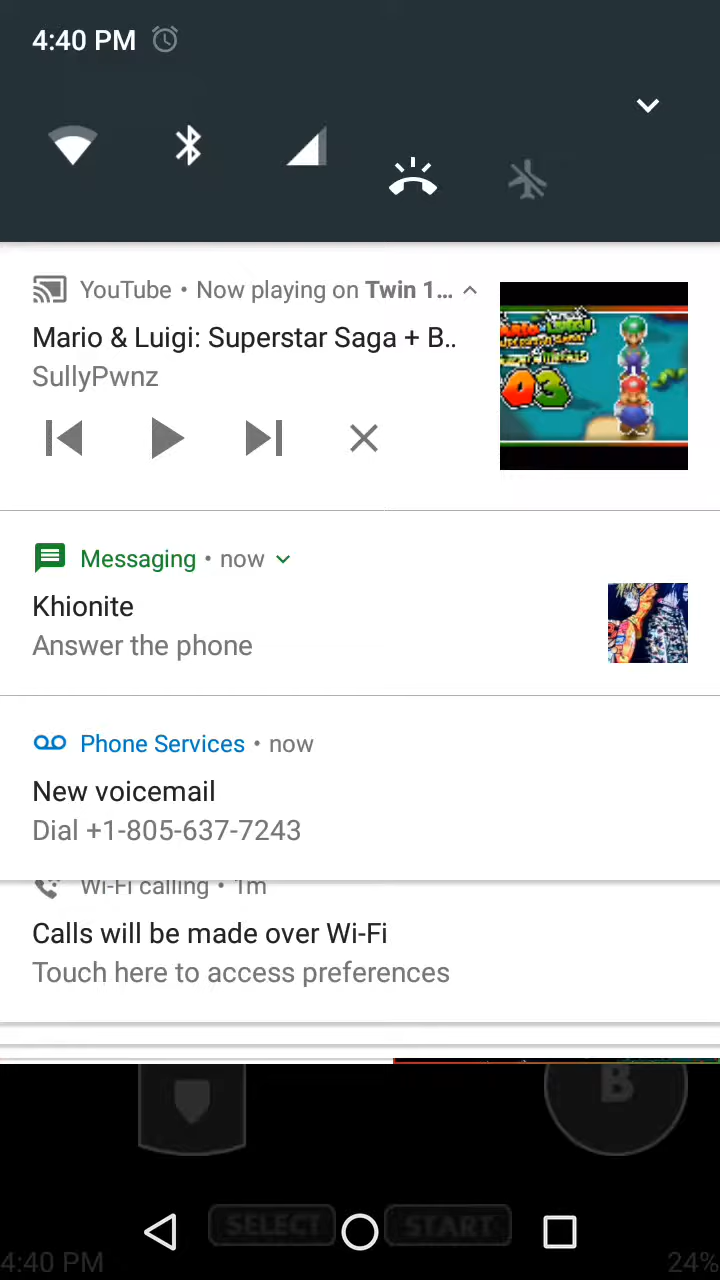 4:40 PM
YouTube • Now playing on Twin 1...
Mario & Luigi: Superstar Saga + B..
SullyPwnz
03
Messaging • now
Khionite
Answer the phone
Phone Services • now
New voicemail
Dial +1-805-637-7243
Wi-Fi calling • 1m
Calls will be made over Wi-Fi
Touch here to access preferences
B
SELECT START
4:40 PM 24%